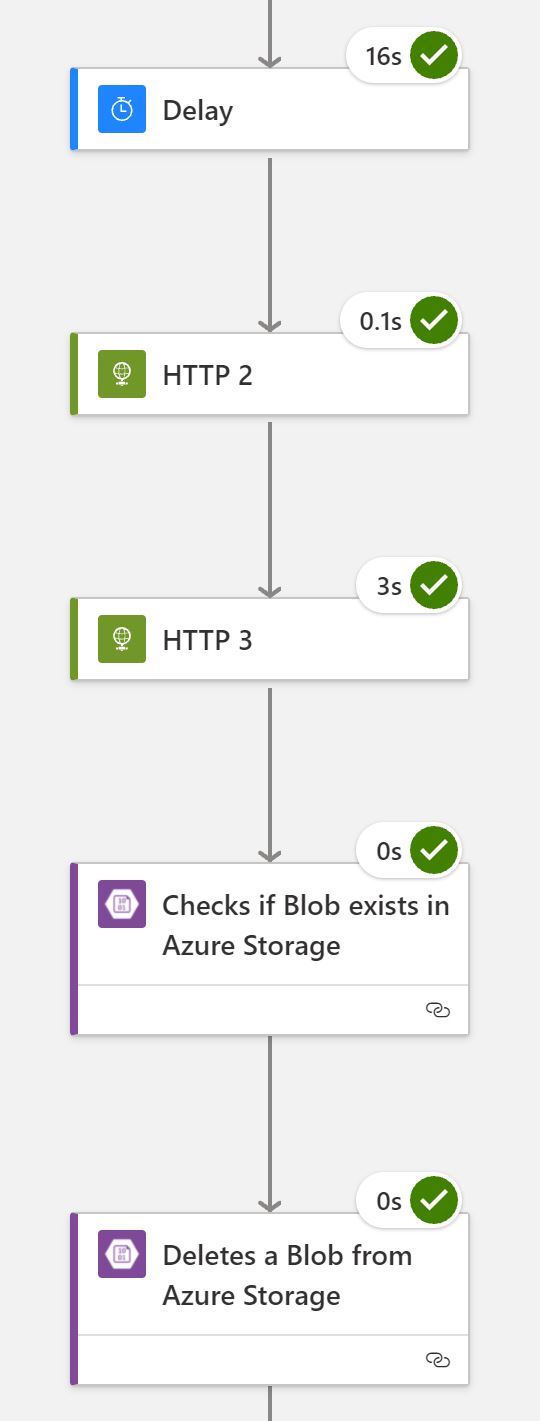 16s
Delay
0.1s
HTTP 2
3s
HTTP 3
0s
Checks if Blob exists in
Azure Storage
0s
Deletes a Blob from
Azure Storage